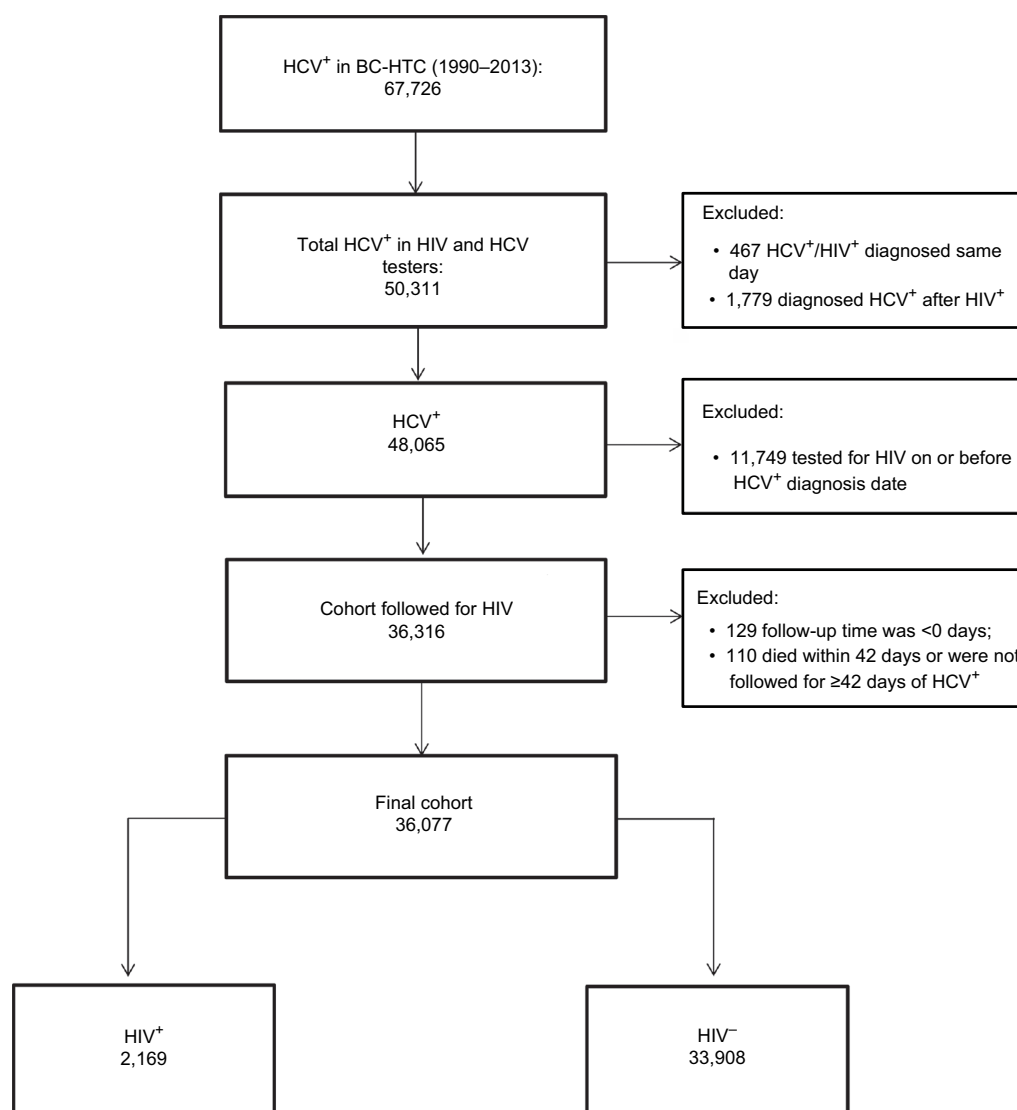 HCV⁺ in BC-HTC (1990–2013):
67,726
Total HCV⁺ in HIV and HCV
testers:
50,311
Excluded:
• 467 HCV⁺/HIV⁺ diagnosed same
day
• 1,779 diagnosed HCV⁺ after HIV⁺
HCV⁺
48,065
Excluded:
• 11,749 tested for HIV on or before
HCV⁺ diagnosis date
Cohort followed for HIV
36,316
Excluded:
• 129 follow-up time was <0 days;
• 110 died within 42 days or were not
followed for ≥42 days of HCV⁺
Final cohort
36,077
HIV⁺
2,169
HIV⁻
33,908